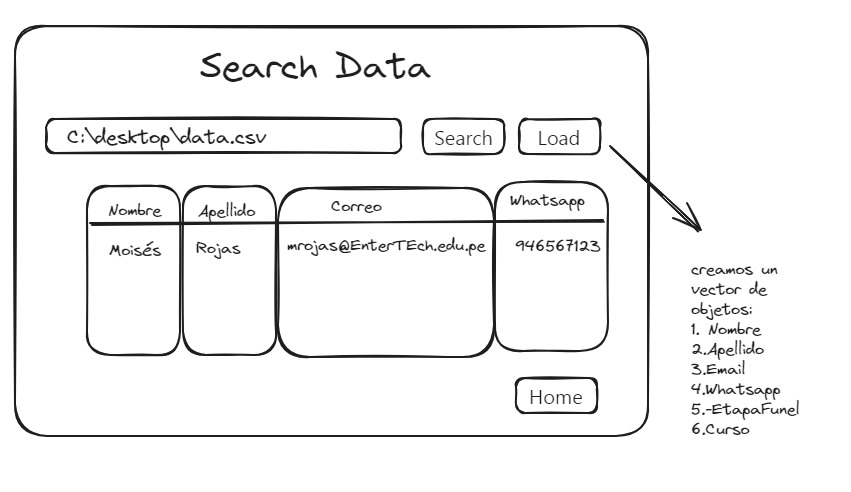 Search Data
C:\desktop\data.csv
Search
Load
Nombre Apellido Correo Whatsapp
Moisés Rojas mrojas@EnterTEch.edu.pe 946567123
Home
creamos un
vector de
objetos:
1. Nombre
2.Apellido
3.Email
4.Whatsapp
5.-EtapaFunel
6.Curso